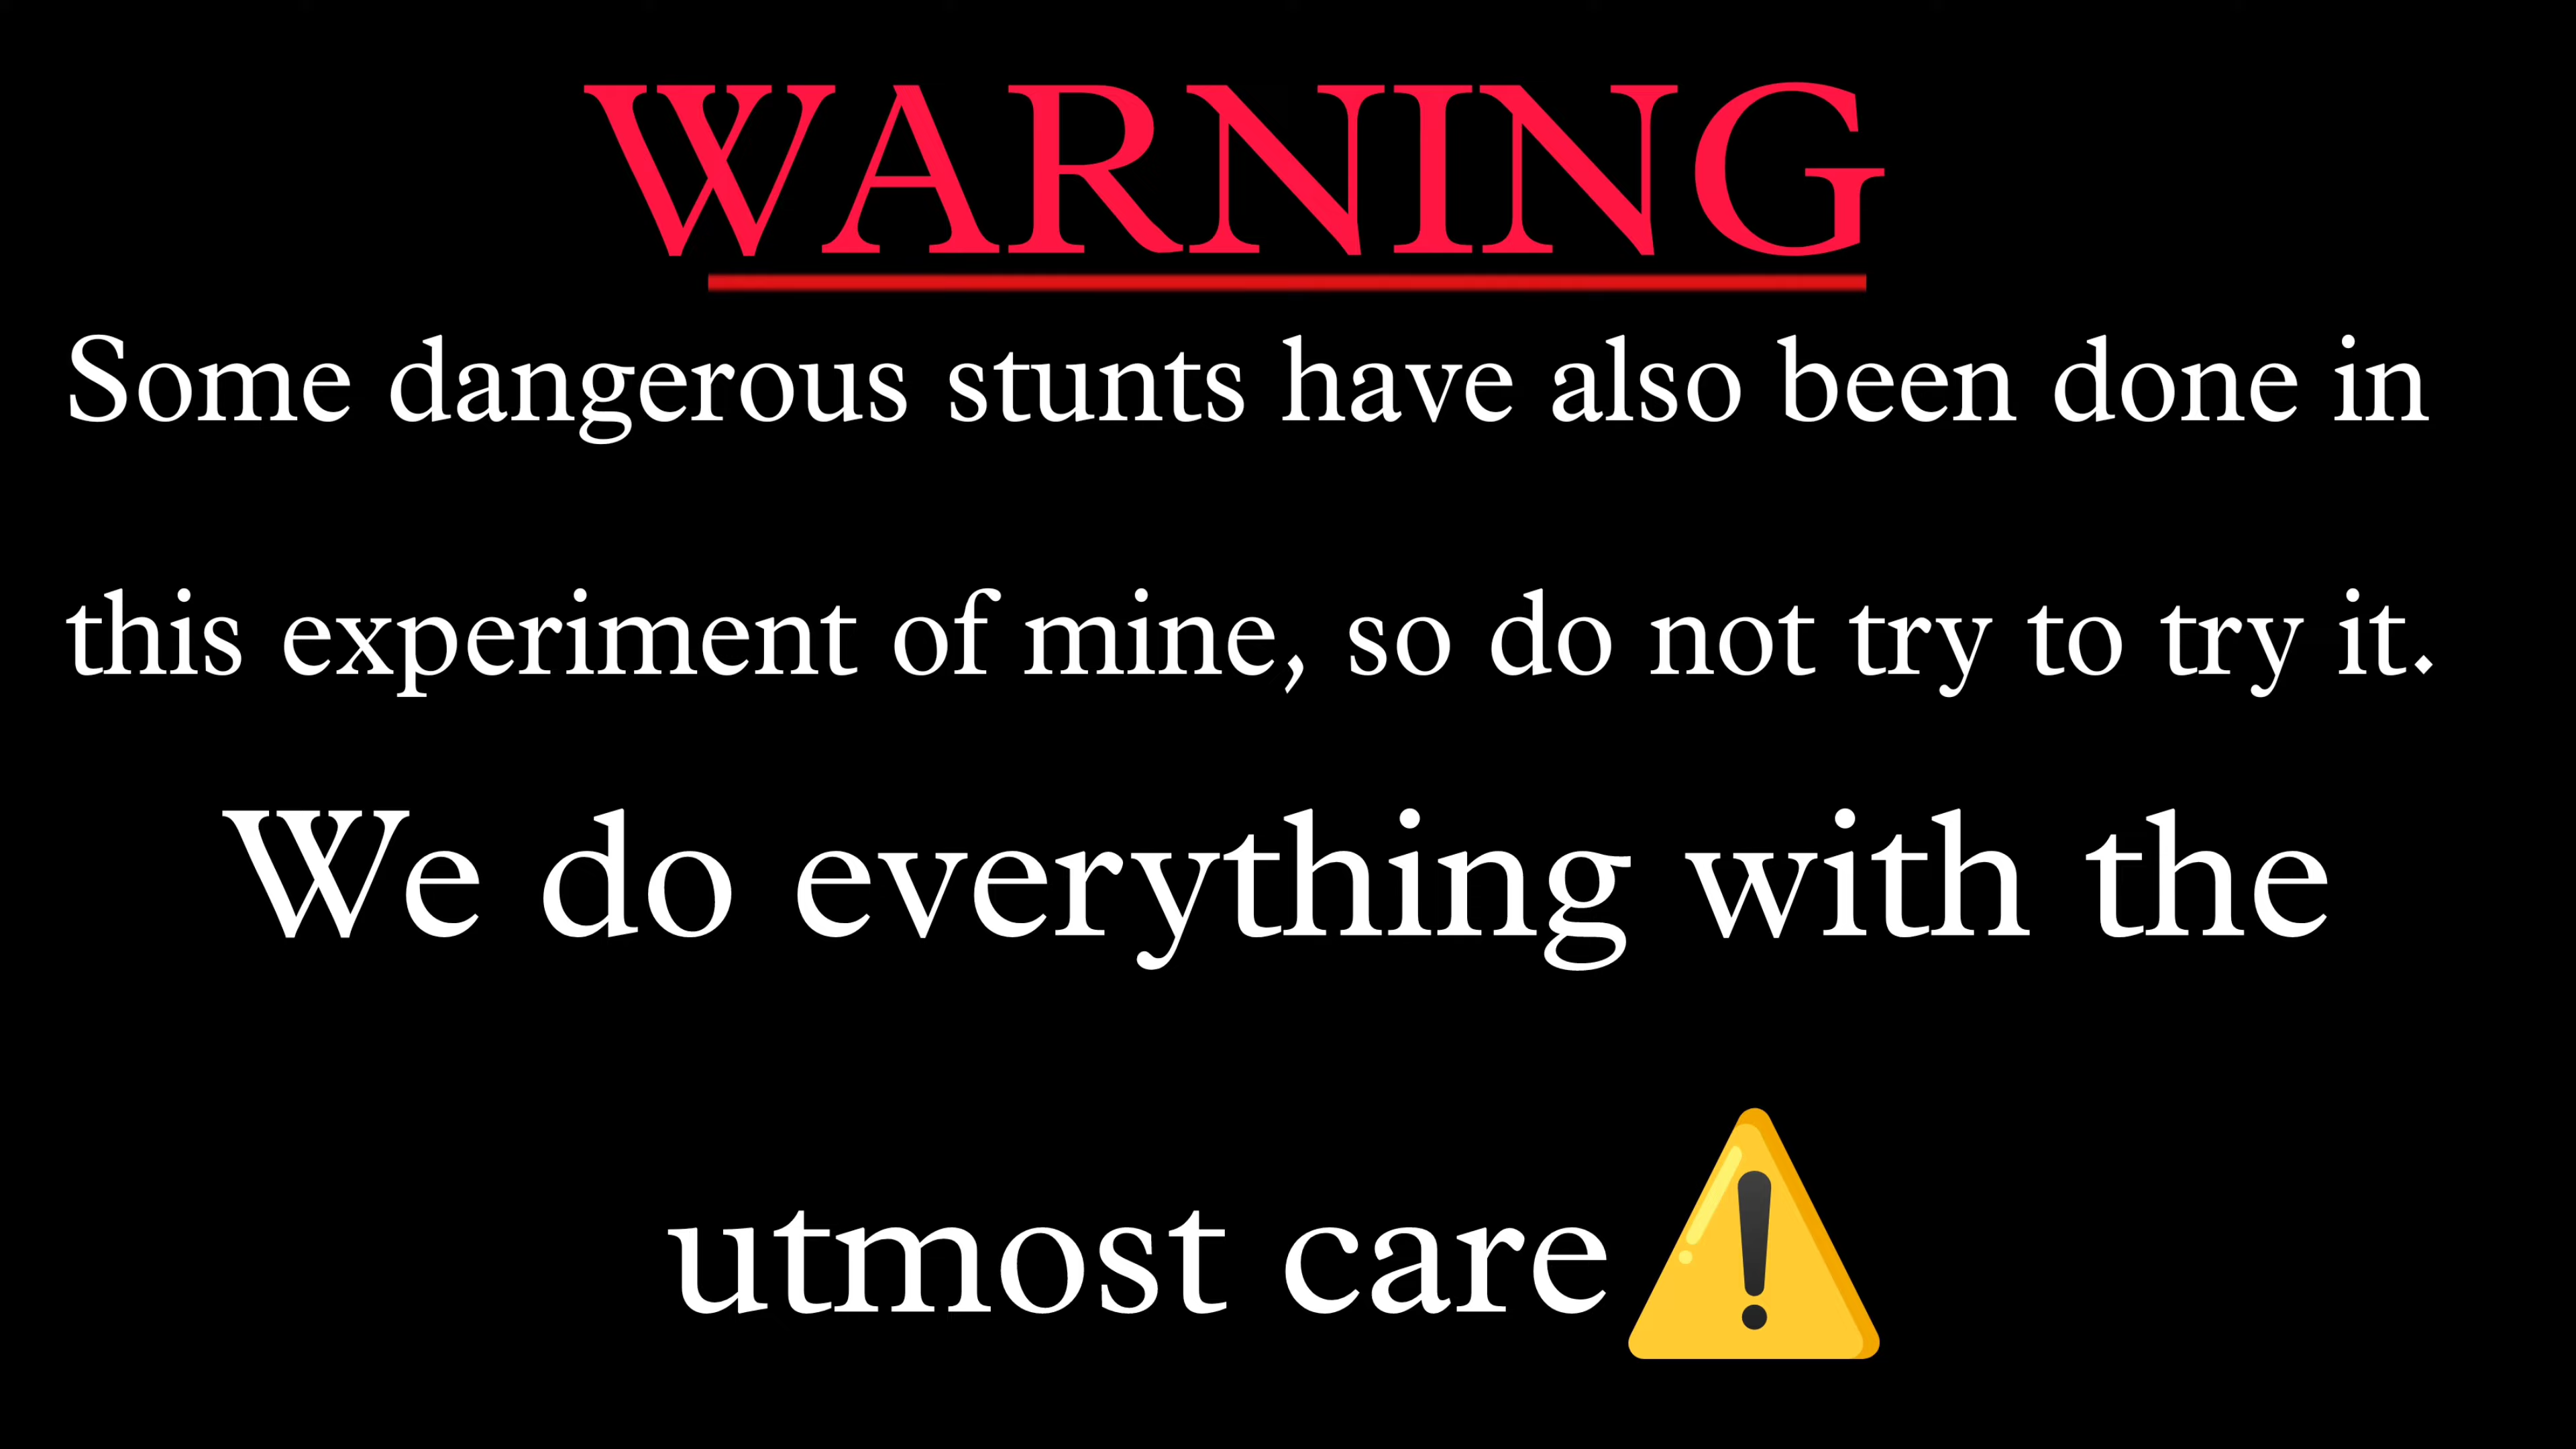 WARNING
Some dangerous stunts have also been done in
this experiment of mine, so do not try to try it.
We do everything with the
utmost care⚠️